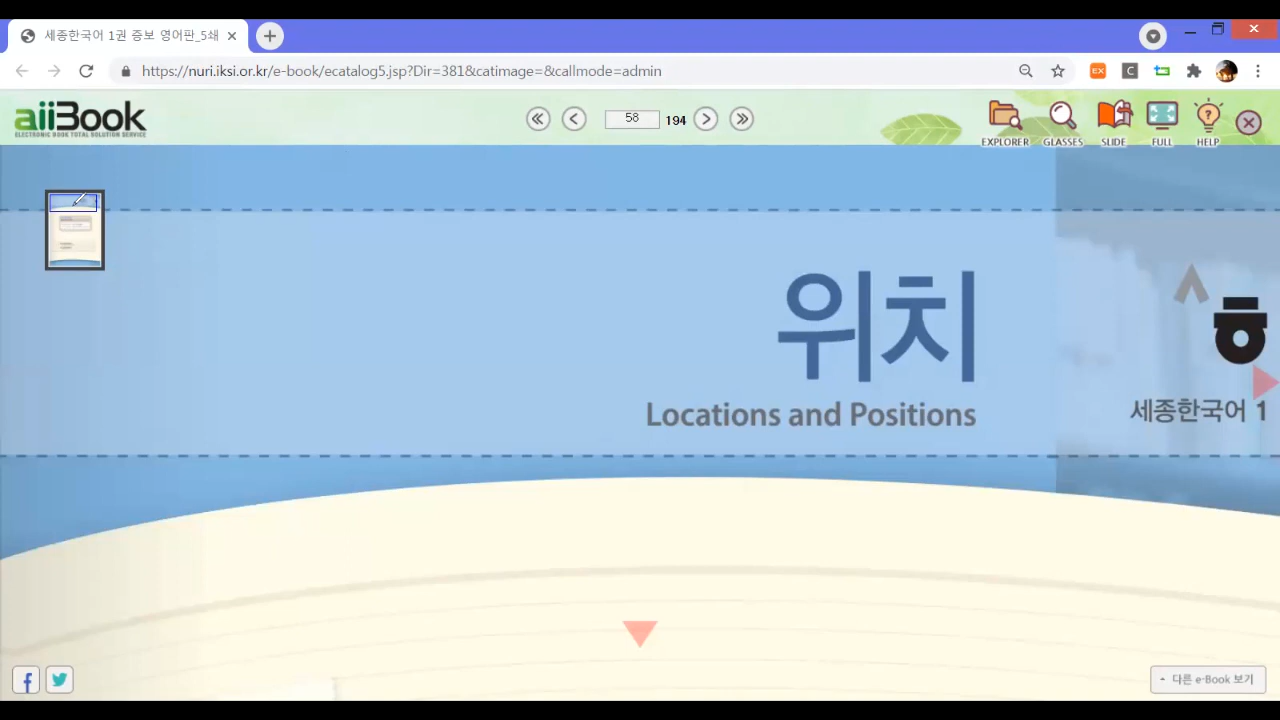 세종한국어 1권 증보 영어판_5쇄
https://nuri.iksi.or.kr/e-book/ecatalog5.jsp?Dir=381&catimage=&callmode=admin
aiiBook
ELECTRONIC BOOK TOTAL SOLUTION SERVICE
58 194
EXPLORER GLASSES SLIDE FULL HELP
위치
Locations and Positions
세종한국어 1
다른 e-Book 보기